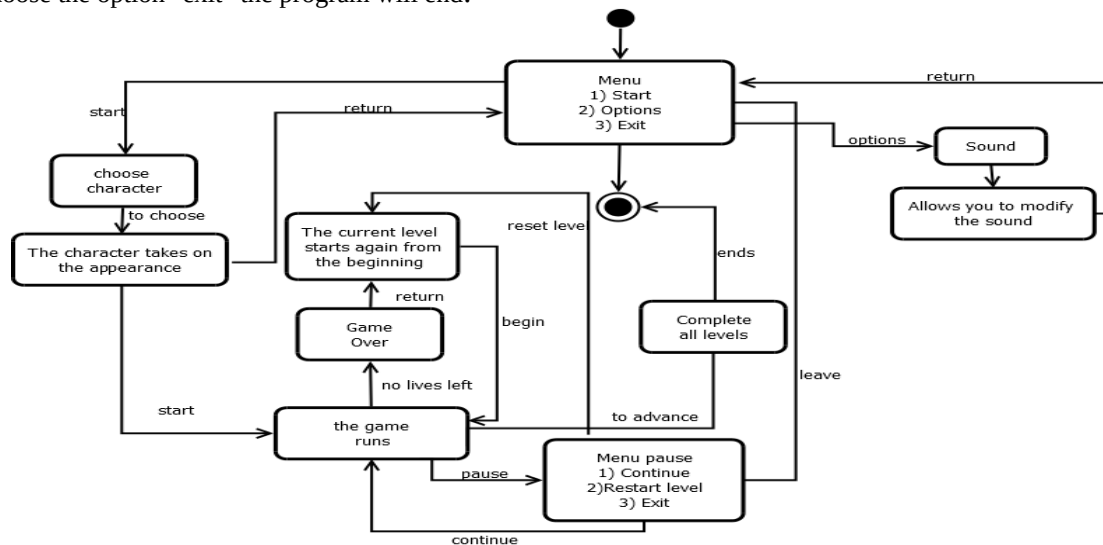 choose the option "exit" the program will end.
Menu
1) Start
2) Options
3) Exit
return
start
return
options
Sound
choose
character
to choose
Allows you to modify
the sound
The character takes on
the appearance
The current level
starts again from
the beginning
reset level
ends
return
begin
Game
Over
Complete
all levels
leave
no lives left
start
to advance
the game
runs
pause
Menu pause
1) Continue
2)Restart level
3) Exit
continue